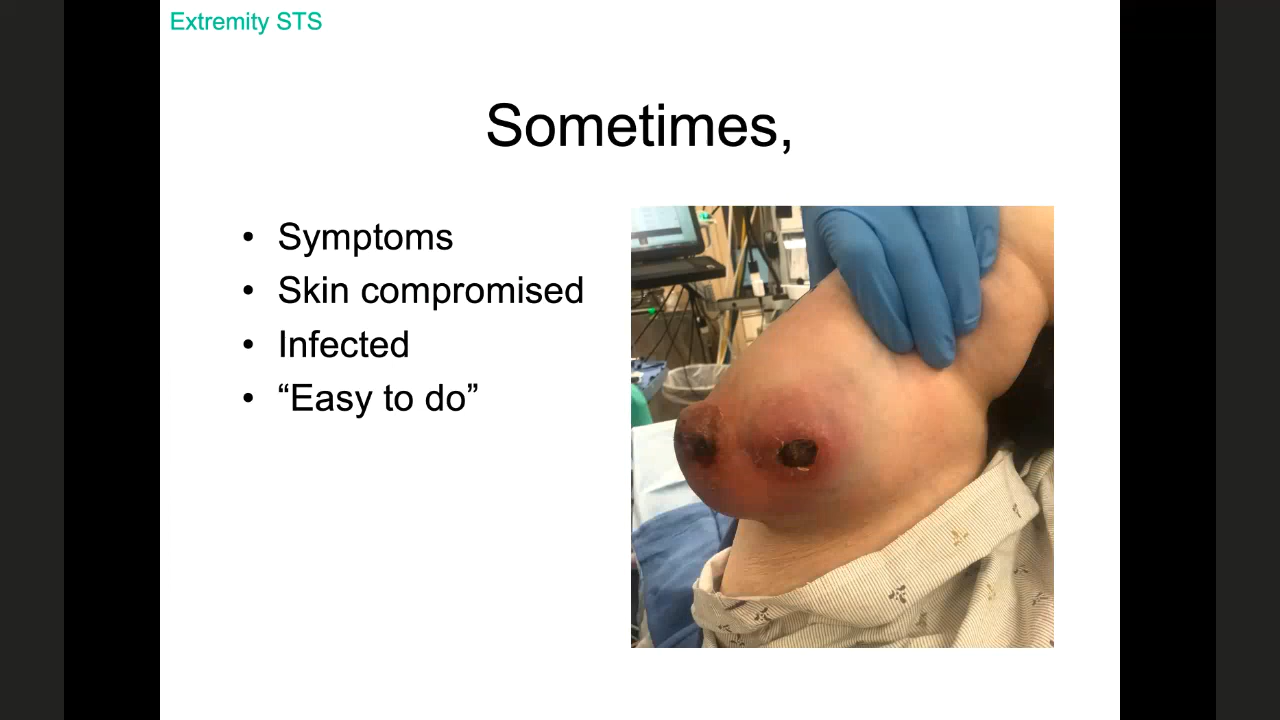 Extremity STS
Sometimes,
• Symptoms
• Skin compromised
• Infected
• “Easy to do”